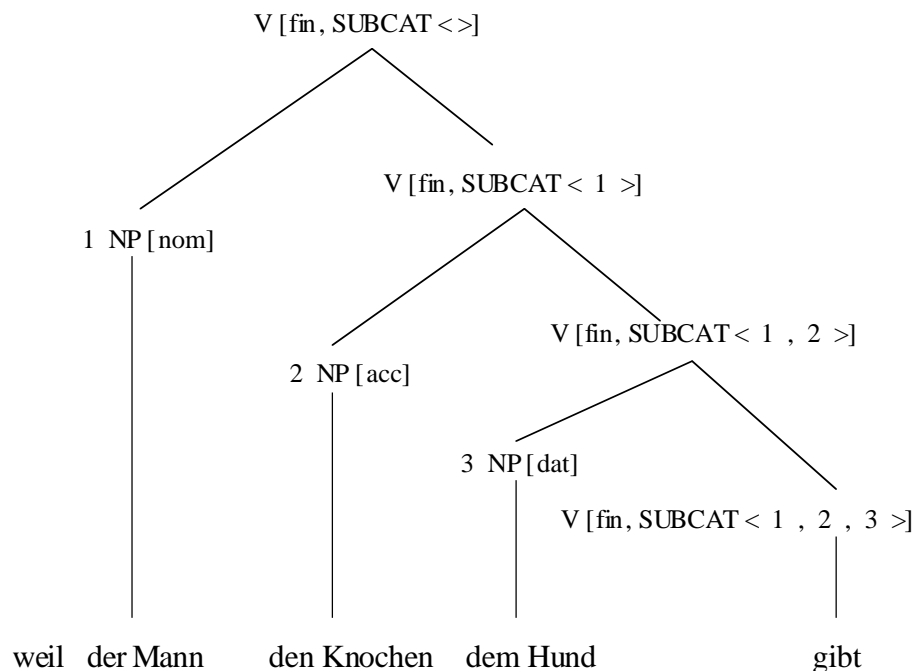 V [fin, SUBCAT < >]
V [fin, SUBCAT < 1 >]
1 NP [nom]
V [fin, SUBCAT < 1 , 2 >]
2 NP [acc]
3 NP [dat]
V [fin, SUBCAT < 1 , 2 , 3 >]
weil der Mann den Knochen dem Hund gibt